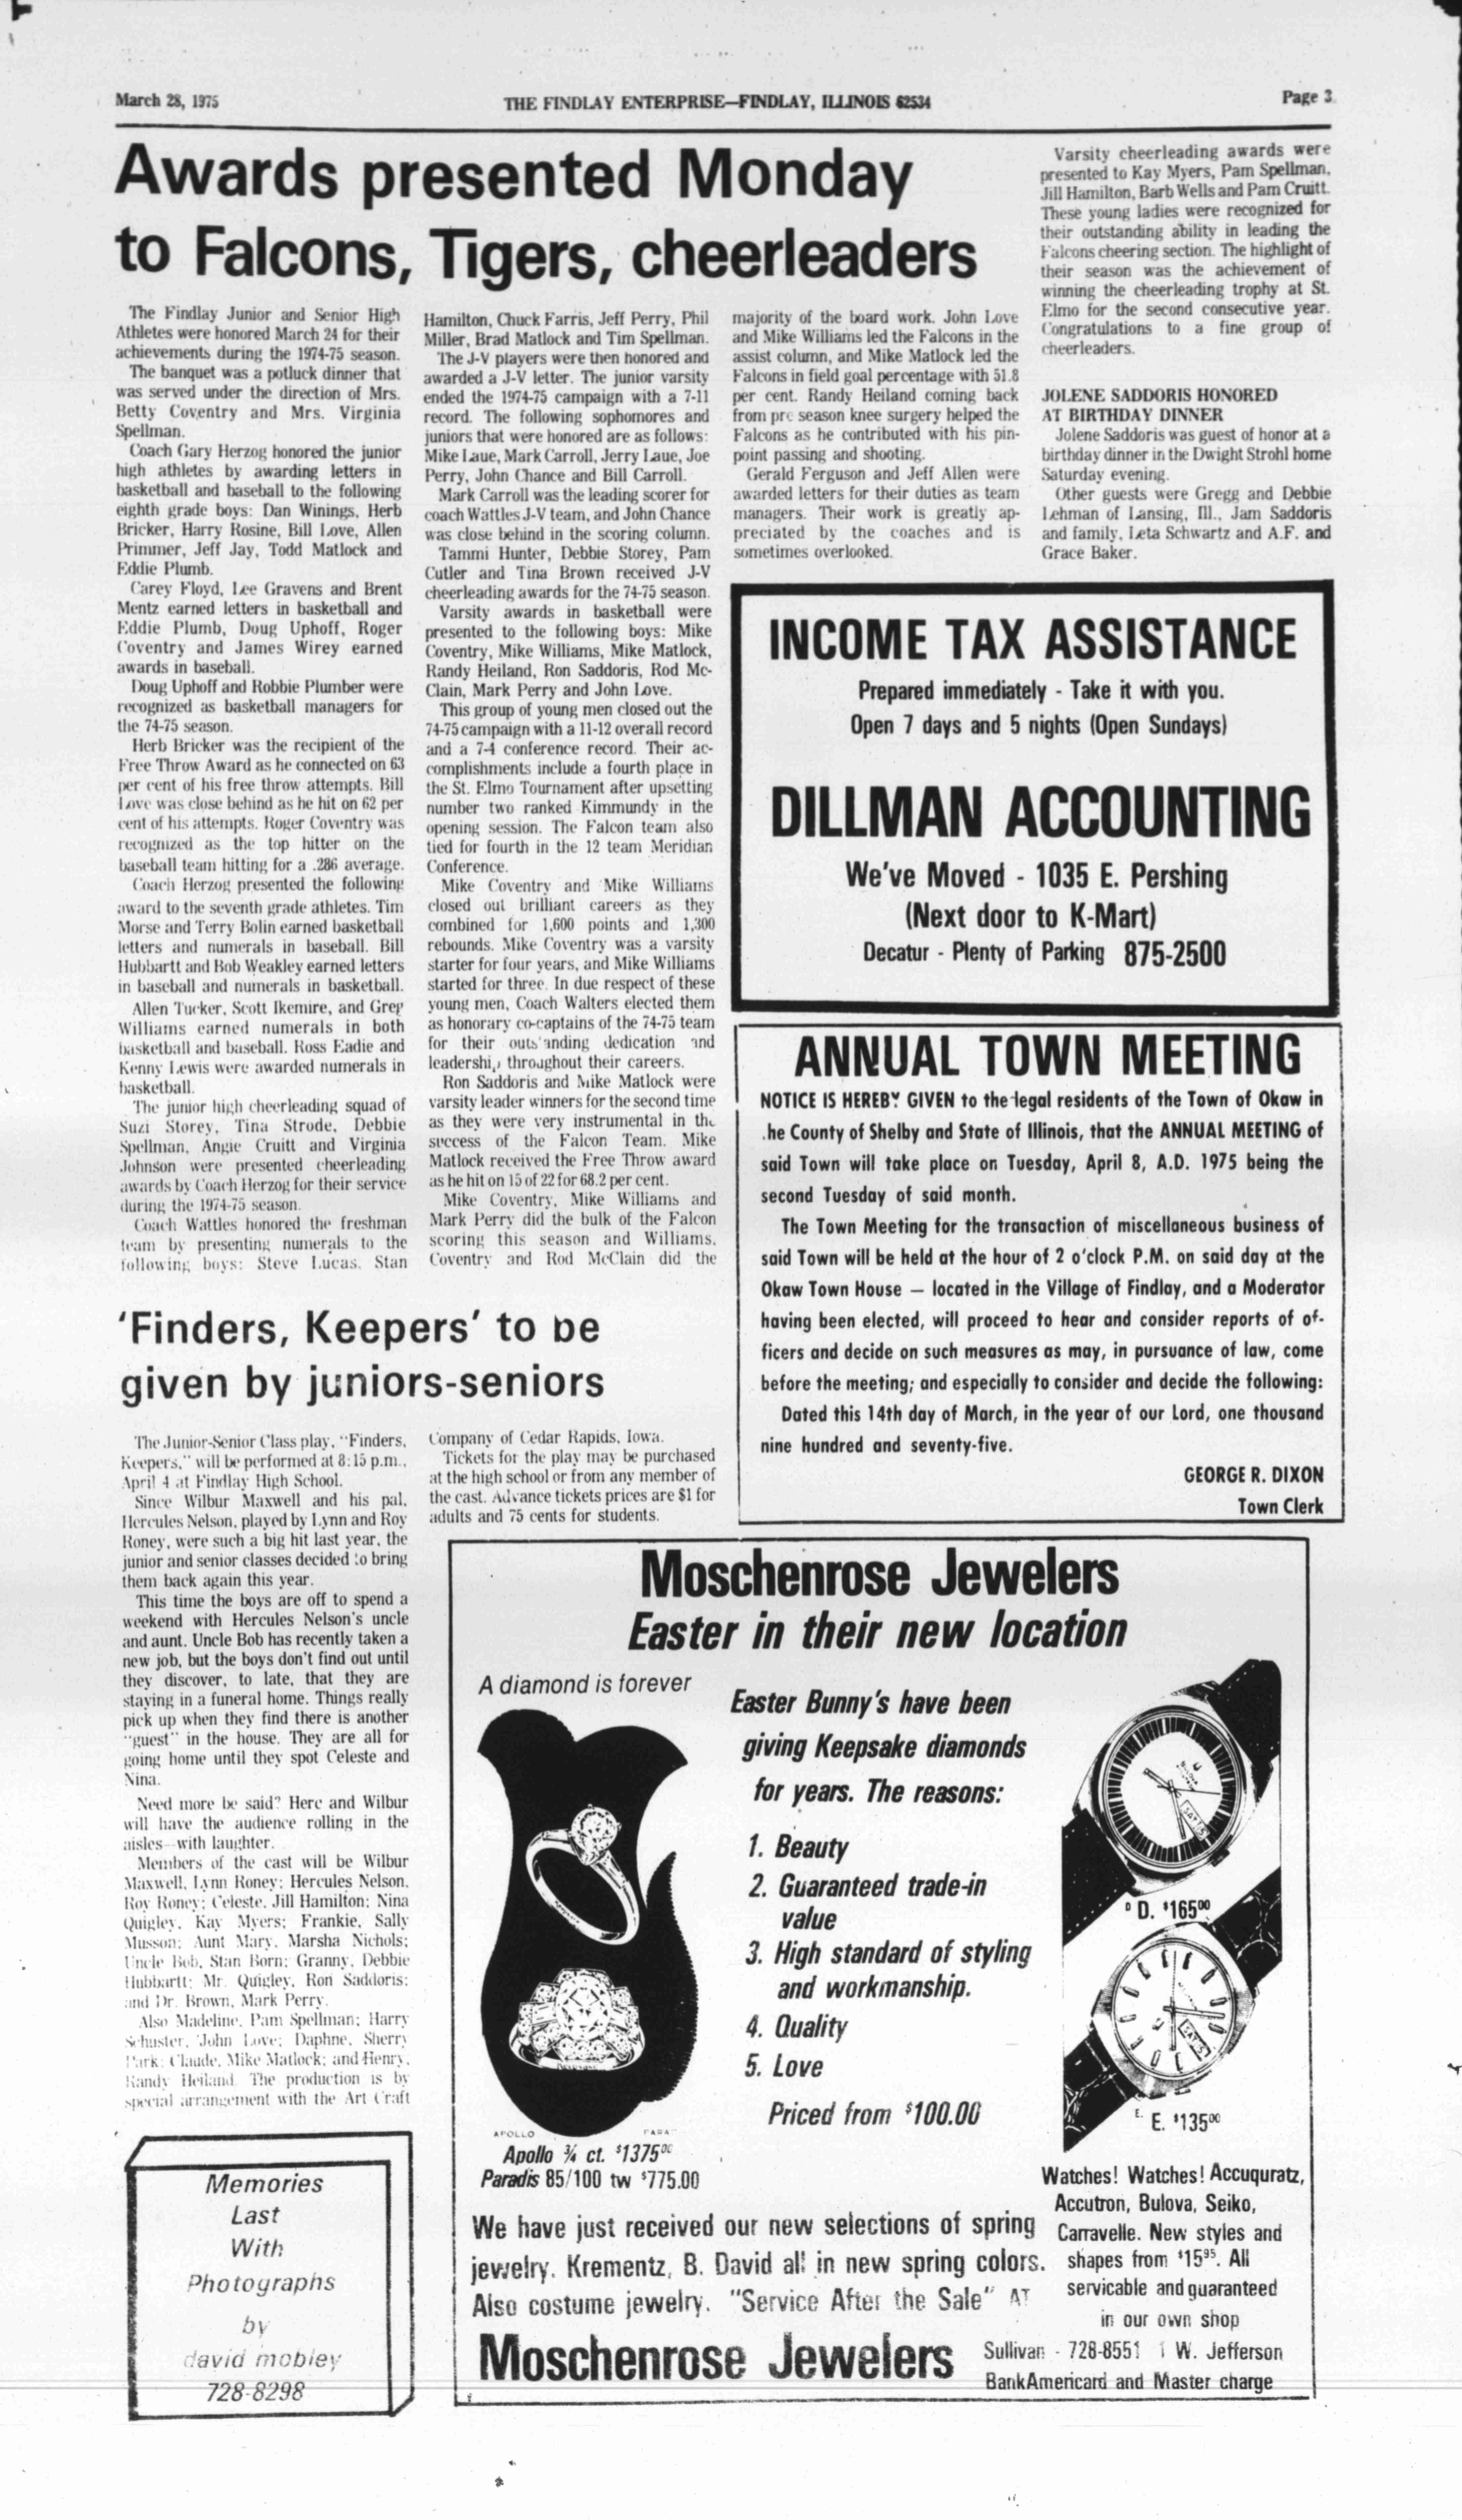 March 28, 1975
THE FINDLAY ENTERPRISE—FINDLAY, ILLINOIS 62534
Page 3
Awards presented Monday
to Falcons, Tigers, cheerleaders
The Findlay Junior and Senior High
Athletes were honored March 24 for their
achievements during the 1974-75 season.
The banquet was a potluck dinner that
was served under the direction of Mrs.
Betty Coventry and Mrs. Virginia
Spellman.
Coach Gary Herzog honored the junior
high athletes by awarding letters in
basketball and baseball to the following
eighth grade boys: Dan Winings, Herb
Bricker, Harry Rosine, Bill Love, Allen
Primmer, Jeff Jay, Todd Matlock and
Eddie Plumb.
Carey Floyd, Lee Gravens and Brent
Mentz earned letters in basketball and
Eddie Plumb, Doug Uphoff, Roger
Coventry and James Wirey earned
awards in baseball.
Doug Uphoff and Robbie Plumber were
recognized as basketball managers for
the 74-75 season.
Herb Bricker was the recipient of the
Free Throw Award as he connected on 63
per cent of his free throw attempts. Bill
Love was close behind as he hit on 62 per
cent of his attempts. Roger Coventry was
recognized as the top hitter on the
baseball team hitting for a .286 average.
Coach Herzog presented the following
award to the seventh grade athletes. Tim
Morse and Terry Bolin earned basketball
letters and numerals in baseball. Bill
Hubbartt and Bob Weakley earned letters
in baseball and numerals in basketball.
Allen Tucker, Scott Ikemire, and Greg
Williams earned numerals in both
basketball and baseball. Ross Eadie and
Kenny Lewis were awarded numerals in
basketball.
The junior high cheerleading squad of
Suzi Storey, Tina Strode, Debbie
Spellman, Angie Cruitt and Virginia
Johnson were presented cheerleading
awards by Coach Herzog for their service
during the 1974-75 season.
Coach Wattles honored the freshman
team by presenting numerals to the
following boys: Steve Lucas, Stan
Hamilton, Chuck Farris, Jeff Perry, Phil
Miller, Brad Matlock and Tim Spellman.
The J-V players were then honored and
awarded a J-V letter. The junior varsity
ended the 1974-75 campaign with a 7-11
record. The following sophomores and
juniors that were honored are as follows:
Mike Laue, Mark Carroll, Jerry Laue, Joe
Perry, John Chance and Bill Carroll.
Mark Carroll was the leading scorer for
coach Wattles J-V team, and John Chance
was close behind in the scoring column.
Tammi Hunter, Debbie Storey, Pam
Cutler and Tina Brown received J-V
cheerleading awards for the 74-75 season.
Varsity awards in basketball were
presented to the following boys: Mike
Coventry, Mike Williams, Mike Matlock,
Randy Heiland, Ron Saddoris, Rod Mc-
Clain, Mark Perry and John Love.
This group of young men closed out the
74-75 campaign with a 11-12 overall record
and a 7-4 conference record. Their ac-
complishments include a fourth place in
the St. Elmo Tournament after upsetting
number two ranked Kimmundy in the
opening session. The Falcon team also
tied for fourth in the 12 team Meridian
Conference.
Mike Coventry and Mike Williams
closed out brilliant careers as they
combined for 1,600 points and 1,300
rebounds. Mike Coventry was a varsity
starter for four years, and Mike Williams
started for three. In due respect of these
young men, Coach Walters elected them
as honorary co-captains of the 74-75 team
for their outstanding dedication and
leadership throughout their careers.
Ron Saddoris and Mike Matlock were
varsity leader winners for the second time
as they were very instrumental in the
success of the Falcon Team. Mike
Matlock received the Free Throw award
as he hit on 15 of 22 for 68.2 per cent.
Mike Coventry, Mike Williams and
Mark Perry did the bulk of the Falcon
scoring this season and Williams,
Coventry and Rod McClain did the
majority of the board work. John Love
and Mike Williams led the Falcons in the
assist column, and Mike Matlock led the
Falcons in field goal percentage with 51.8
per cent. Randy Heiland coming back
from pre season knee surgery helped the
Falcons as he contributed with his pin-
point passing and shooting.
Gerald Ferguson and Jeff Allen were
awarded letters for their duties as team
managers. Their work is greatly ap-
preciated by the coaches and is
sometimes overlooked.
Varsity cheerleading awards were
presented to Kay Myers, Pam Spellman,
Jill Hamilton, Barb Wells and Pam Cruitt.
These young ladies were recognized for
their outstanding ability in leading the
Falcons cheering section. The highlight of
their season was the achievement of
winning the cheerleading trophy at St.
Elmo for the second consecutive year.
Congratulations to a fine group of
cheerleaders.
JOLENE SADDORIS HONORED
AT BIRTHDAY DINNER
Jolene Saddoris was guest of honor at a
birthday dinner in the Dwight Strohl home
Saturday evening.
Other guests were Gregg and Debbie
Lehman of Lansing, Ill., Jam Saddoris
and family, Leta Schwartz and A.F. and
Grace Baker.
INCOME TAX ASSISTANCE
Prepared immediately - Take it with you.
Open 7 days and 5 nights (Open Sundays)
DILLMAN ACCOUNTING
We've Moved - 1035 E. Pershing
(Next door to K-Mart)
Decatur - Plenty of Parking 875-2500
ANNUAL TOWN MEETING
NOTICE IS HEREBY GIVEN to the legal residents of the Town of Okaw in
he County of Shelby and State of Illinois, that the ANNUAL MEETING of
said Town will take place on Tuesday, April 8, A.D. 1975 being the
second Tuesday of said month.
The Town Meeting for the transaction of miscellaneous business of
said Town will be held at the hour of 2 o'clock P.M. on said day at the
Okaw Town House — located in the Village of Findlay, and a Moderator
having been elected, will proceed to hear and consider reports of of-
ficers and decide on such measures as may, in pursuance of law, come
before the meeting; and especially to consider and decide the following:
Dated this 14th day of March, in the year of our Lord, one thousand
nine hundred and seventy-five.
GEORGE R. DIXON
Town Clerk
'Finders, Keepers' to be
given by juniors-seniors
The Junior-Senior Class play, "Finders,
Keepers," will be performed at 8:15 p.m.,
April 4 at Findlay High School.
Since Wilbur Maxwell and his pal,
Hercules Nelson, played by Lynn and Roy
Roney, were such a big hit last year, the
junior and senior classes decided to bring
them back again this year.
This time the boys are off to spend a
weekend with Hercules Nelson's uncle
and aunt. Uncle Bob has recently taken a
new job, but the boys don't find out until
they discover, to late, that they are
staying in a funeral home. Things really
pick up when they find there is another
"guest" in the house. They are all for
going home until they spot Celeste and
Nina.
Need more be said? Herc and Wilbur
will have the audience rolling in the
aisles—with laughter.
Members of the cast will be Wilbur
Maxwell, Lynn Roney; Hercules Nelson,
Roy Roney; Celeste, Jill Hamilton; Nina
Quigley, Kay Myers; Frankie, Sally
Musson; Aunt Mary, Marsha Nichols;
Uncle Bob, Stan Born; Granny, Debbie
Hubbartt; Mr. Quigley, Ron Saddoris;
and Dr. Brown, Mark Perry.
Also Madeline, Pam Spellman; Harry
Schuster, John Love; Daphne, Sherry
Park; Claude, Mike Matlock; and Henry,
Randy Heiland. The production is by
special arrangement with the Art Craft
Company of Cedar Rapids, Iowa.
Tickets for the play may be purchased
at the high school or from any member of
the cast. Advance tickets prices are $1 for
adults and 75 cents for students.
Memories
Last
With
Photographs
by
david mobley
728-8298
Moschenrose Jewelers
Easter in their new location
A diamond is forever
Easter Bunny's have been
giving Keepsake diamonds
for years. The reasons:
1. Beauty
2. Guaranteed trade-in
value
3. High standard of styling
and workmanship.
4. Quality
5. Love
Priced from $100.00
D. $165⁰⁰
E. E. $135⁰⁰
APOLLO
Apollo ¾ ct. $1375⁰⁰
Paradis 85/100 tw $775.00
We have just received our new selections of spring
jewelry. Krementz, B. David all in new spring colors.
Also costume jewelry. "Service After the Sale" AT
Watches! Watches! Accuquratz,
Accutron, Bulova, Seiko,
Carravelle. New styles and
shapes from $15⁹⁵. All
servicable and guaranteed
in our own shop
Moschenrose Jewelers
Sullivan - 728-8551 1 W. Jefferson
BankAmericard and Master charge